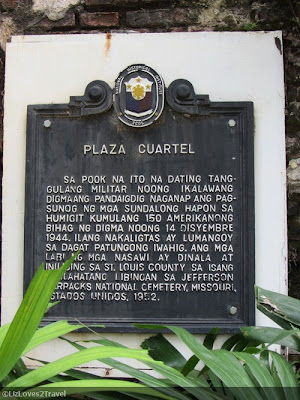 PLAZA CUARTEL
SA POOK NA ITO NA DATING TANG-
GULANG MILITAR NOONG IKALAWANG
DIGMAANG PANDAIGDIG NAGANAP ANG PAG-
SUNOG NG MGA SUNDALONG HAPON SA
HUMIGIT KUMULANG 150 AMERIKANONG
BIHAG NG DIGMA NOONG 14 DISYEMBRE
1944. ILANG NAKALIGTAS AY LUMANGOY
SA DAGAT PATUNGONG IWAHIG. ANG MGA
LABI NG MGA NASAWI AY DINALA AT
INILIBING SA ST. LOUIS COUNTY SA ISANG
LAHATANG LIBINGAN SA JEFFERSON
BARRACKS NATIONAL CEMETERY, MISSOURI,
ESTADOS UNIDOS, 1952.
©LizLoves2Travel